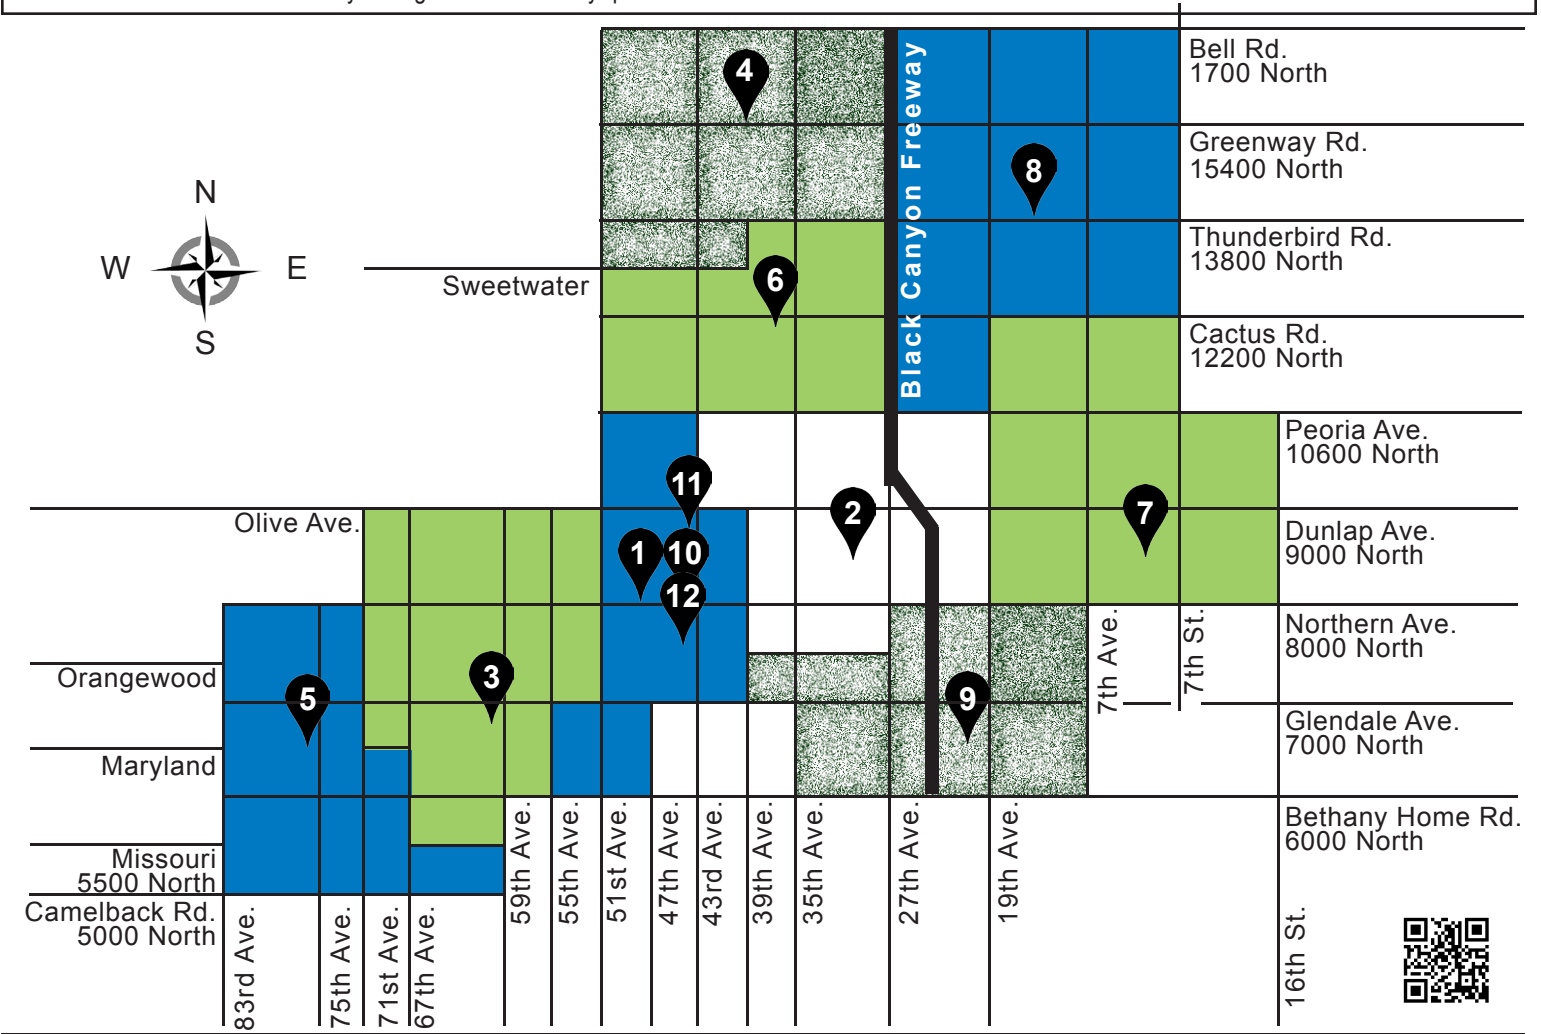 Bell Rd.
1700 North
4
Black Canyon Freeway
Greenway Rd.
15400 North
8
N
W
E
S
Thunderbird Rd.
13800 North
Sweetwater
6
Cactus Rd.
12200 North
Peoria Ave.
10600 North
11
2
7
Olive Ave.
Dunlap Ave.
9000 North
1
10
12
Northern Ave.
8000 North
7th Ave.
7th St.
Orangewood
5
3
9
Glendale Ave.
7000 North
Maryland
Bethany Home Rd.
6000 North
Missouri
5500 North
Camelback Rd.
5000 North
83rd Ave.
75th Ave.
71st Ave.
67th Ave.
59th Ave.
55th Ave.
51st Ave.
47th Ave.
43rd Ave.
39th Ave.
35th Ave.
27th Ave.
19th Ave.
16th St.